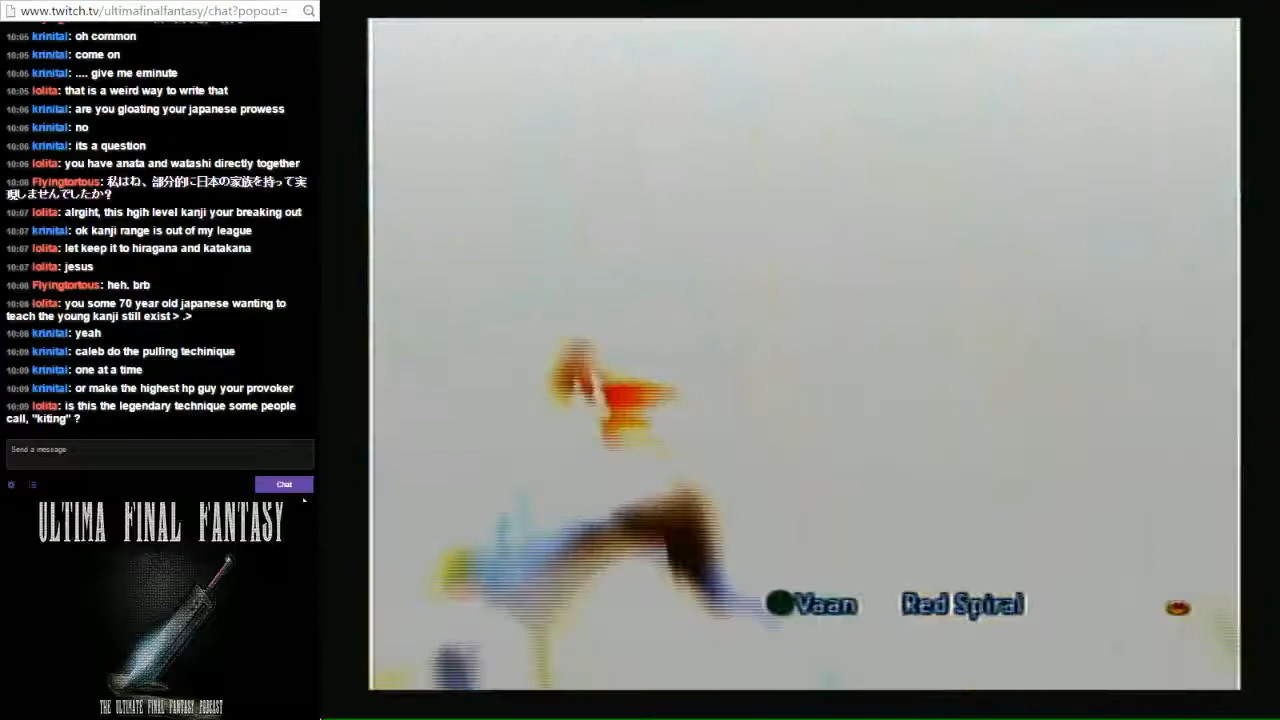 www.twitch.tv/ultimafinalfantasy/chat?popout=
10:05 krinital: oh common
10:05 krinital: come on
10:05 krinital: .... give me eminute
10:05 lolita: that is a weird way to write that
10:06 krinital: are you gloating your japanese prowess
10:06 krinital: no
10:06 krinital: its a question
10:06 lolita: you have anata and watashi directly together
10:06 Flyingtortous: 私はね、部分的に日本の家族を持って実
現しませんでしたか?
10:07 lolita: alrgiht, this hgih level kanji your breaking out
10:07 krinital: ok kanji range is out of my league
10:07 lolita: let keep it to hiragana and katakana
10:07 lolita: jesus
10:08 Flyingtortous: heh. brb
10:08 lolita: you some 70 year old japanese wanting to
teach the young kanji still exist > .>
10:08 krinital: yeah
10:09 krinital: caleb do the pulling techinique
10:09 krinital: one at a time
10:09 krinital: or make the highest hp guy your provoker
10:09 lolita: is this the legendary technique some people
call, "kiting" ?
Send a message
Chat
ULTIMA FINAL FANTASY
THE ULTIMATE FINAL FANTASY PODCAST
Vaan Red Spiral